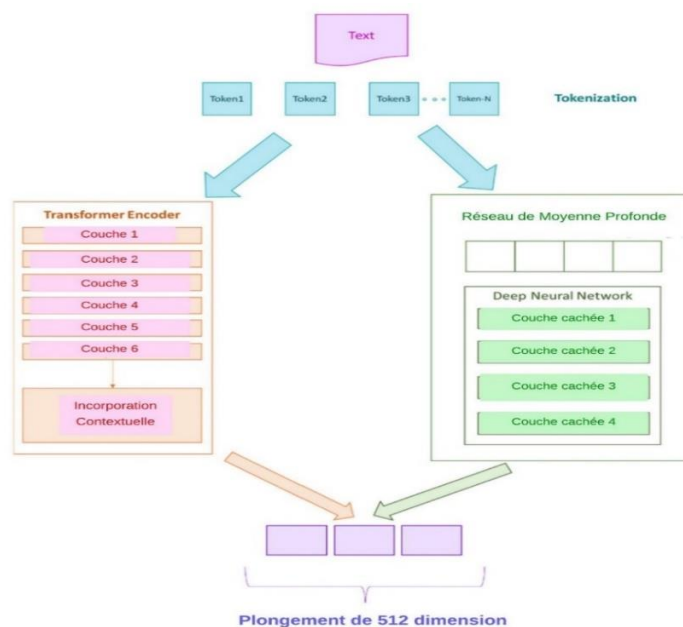 Text
Token1
Token2
Token3
Token-N
Tokenization
Transformer Encoder
Couche 1
Couche 2
Couche 3
Couche 4
Couche 5
Couche 6
Incorporation
Contextuelle
Réseau de Moyenne Profonde
Deep Neural Network
Couche cachée 1
Couche cachée 2
Couche cachée 3
Couche cachée 4
Plongement de 512 dimension